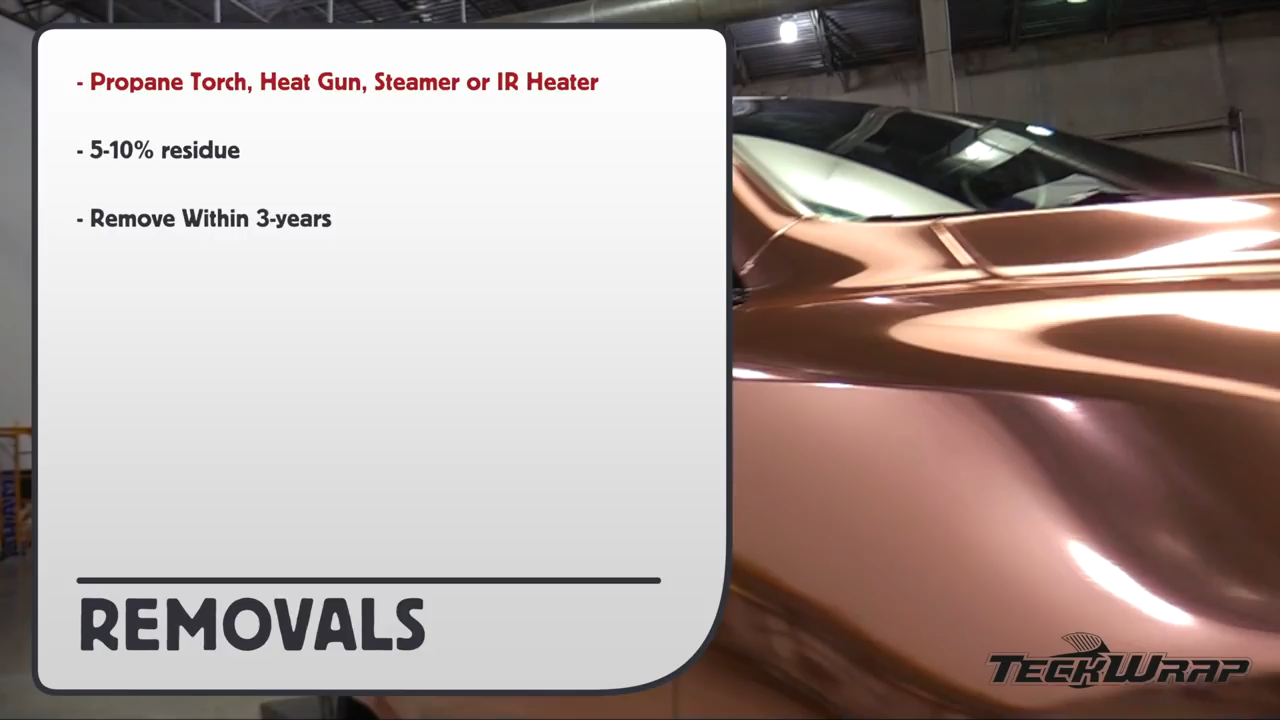 - Propane Torch, Heat Gun, Steamer or IR Heater
- 5-10% residue
- Remove Within 3-years
REMOVALS
TECKWRAP